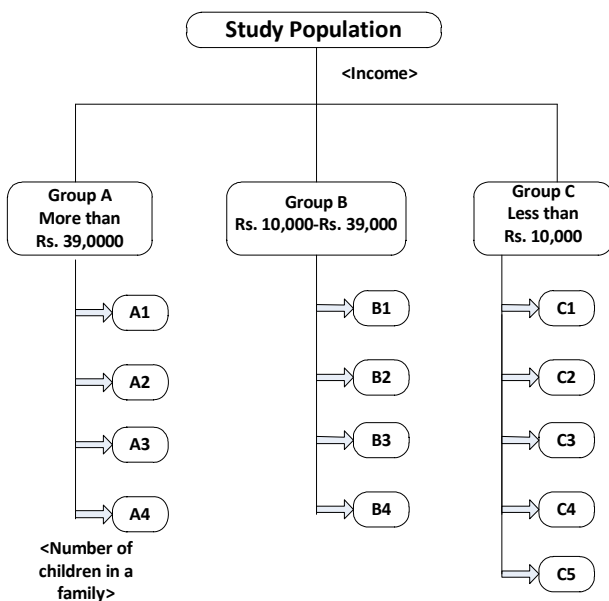 Study Population
<Income>
Group A
More than
Rs. 39,0000
Group B
Rs. 10,000-Rs. 39,000
Group C
Less than
Rs. 10,000
A1
A2
A3
A4
<Number of
children in a
family>
B1
B2
B3
B4
C1
C2
C3
C4
C5